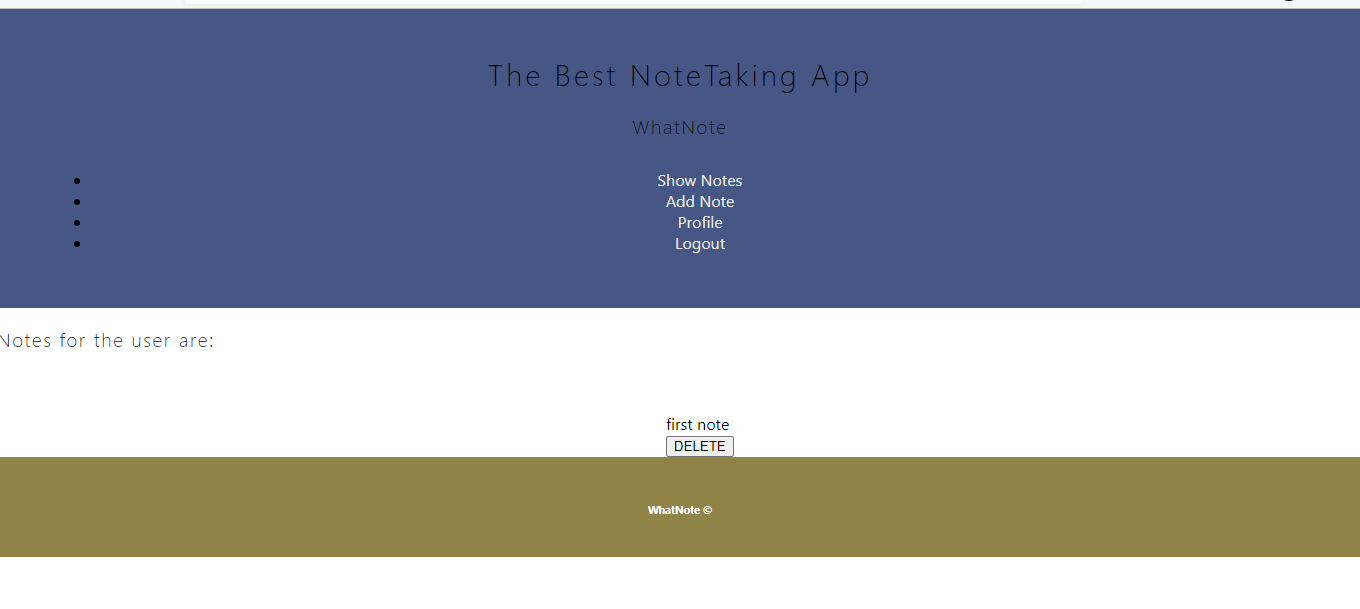 The Best NoteTaking App
WhatNote
Show Notes
Add Note
Profile
Logout
Notes for the user are:
first note
DELETE
WhatNote ©